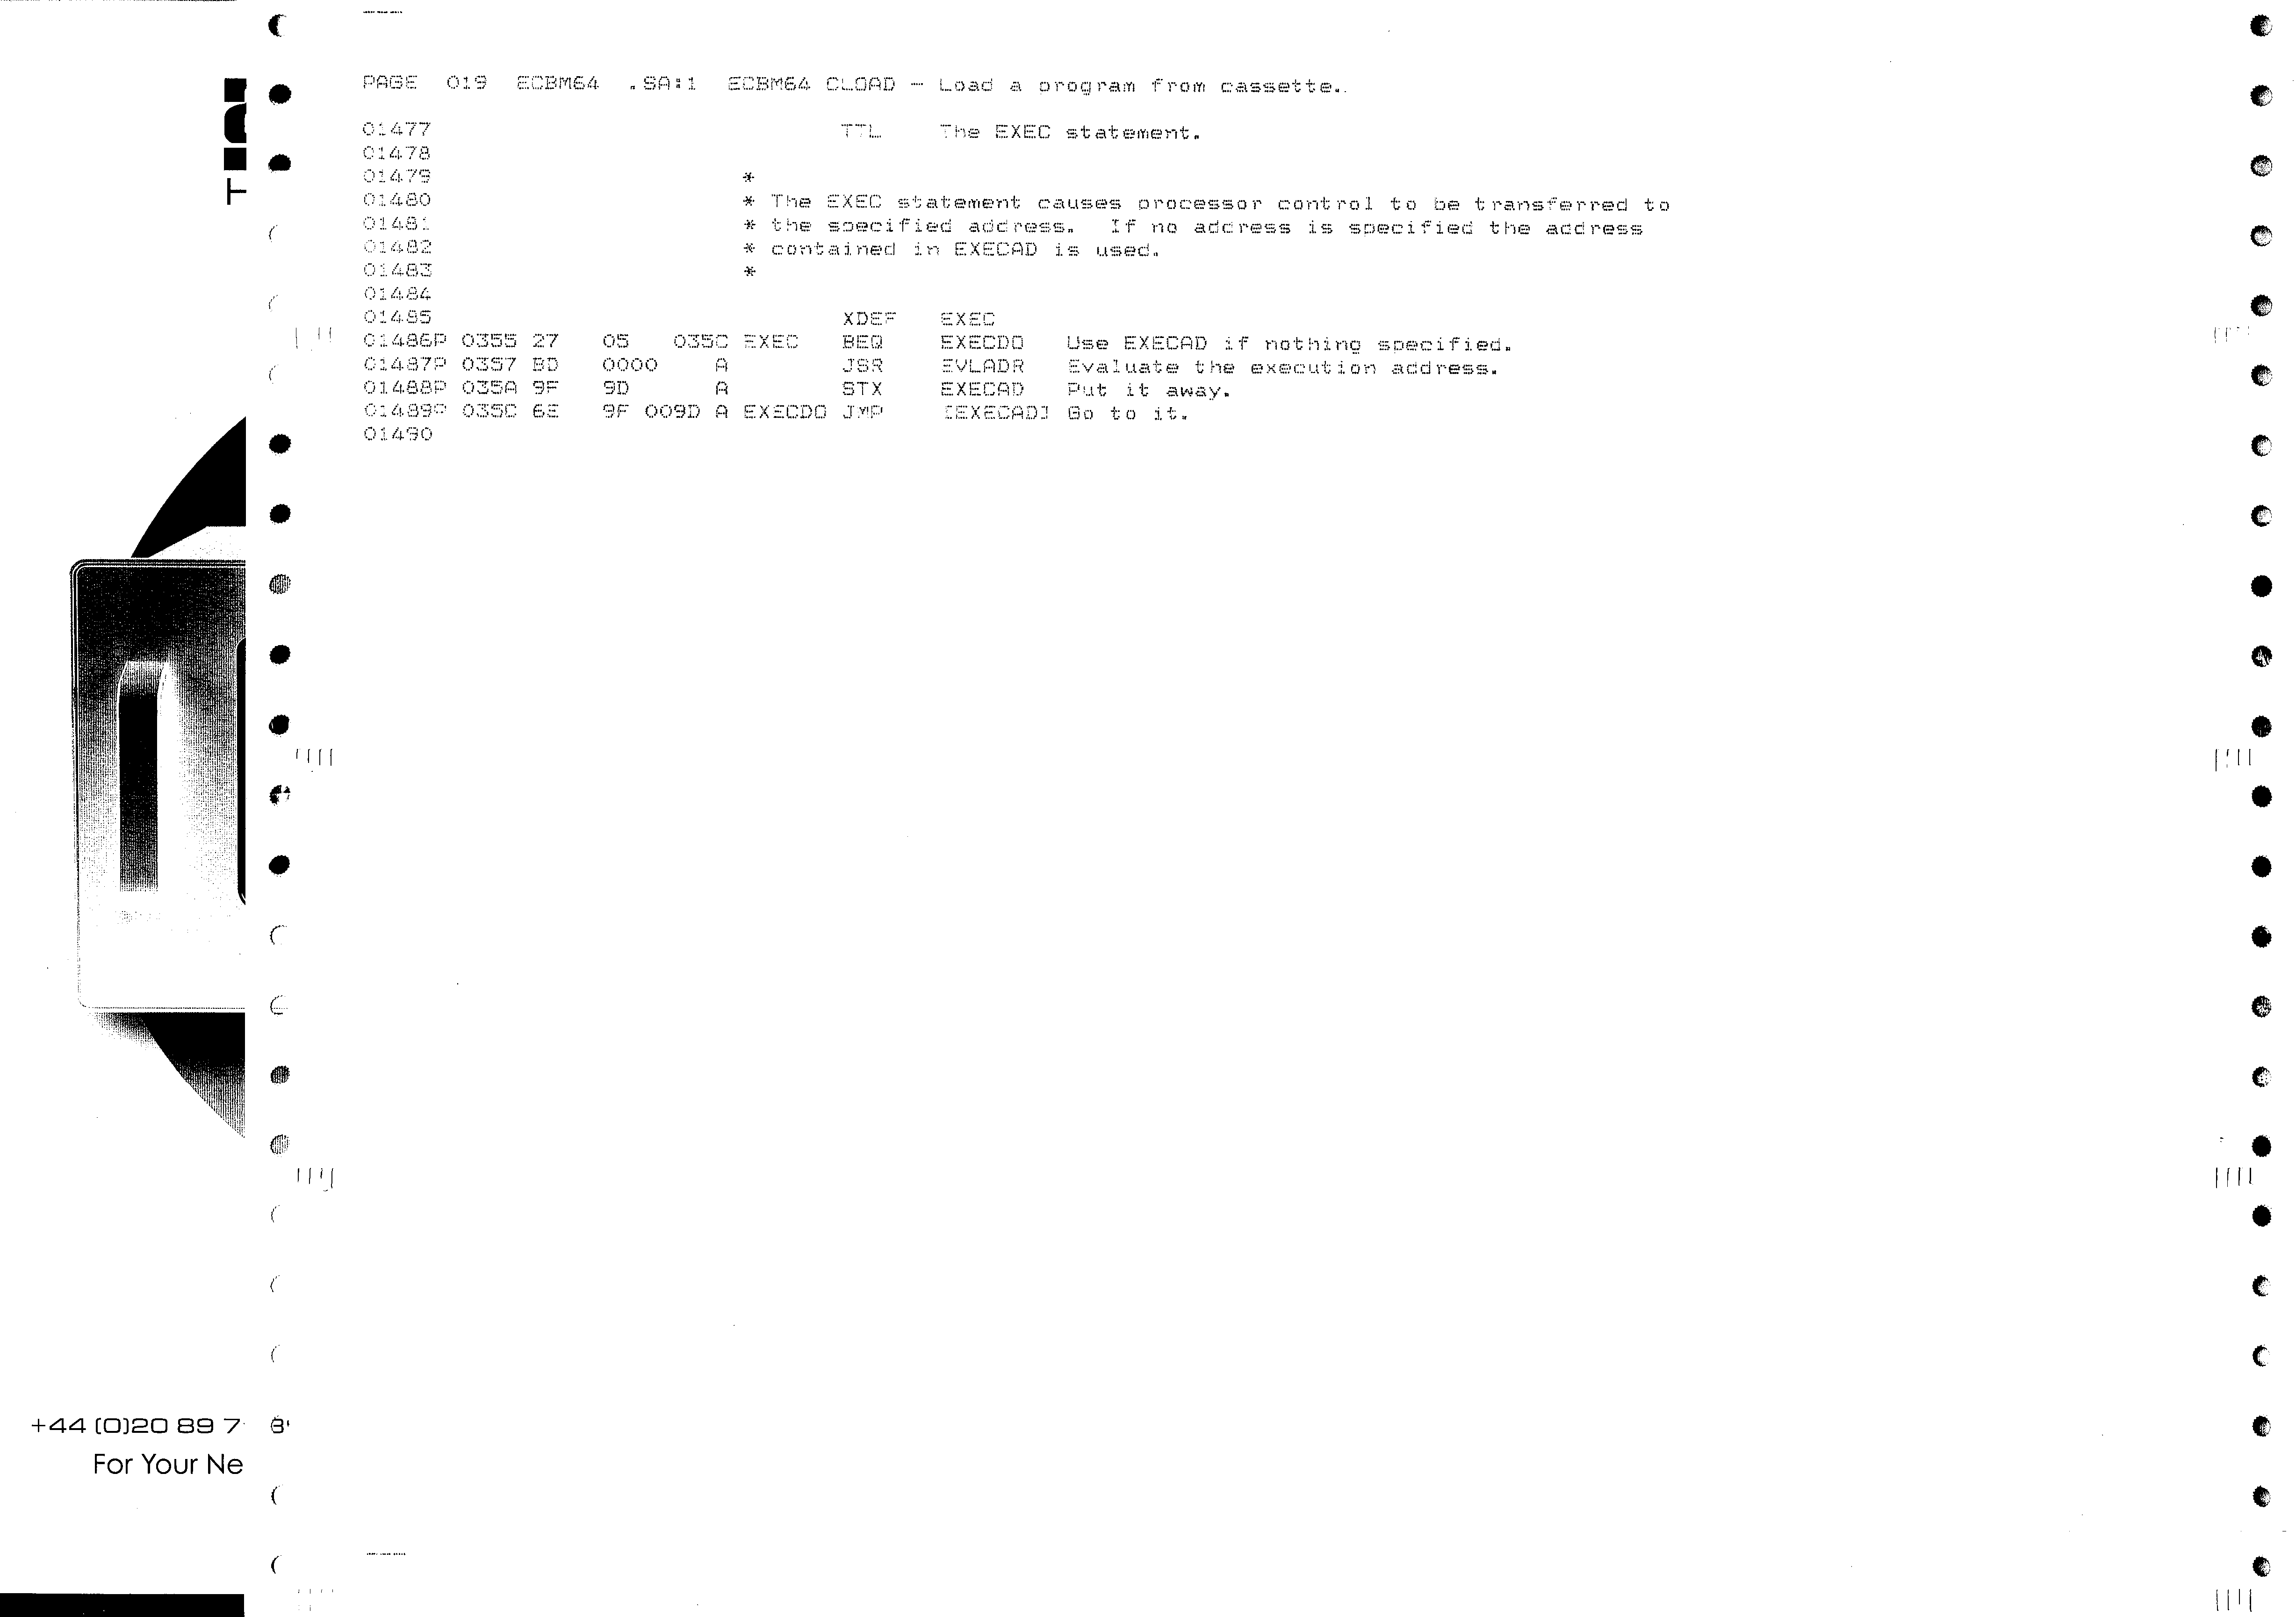 PAGE  019  ECBM64  .SA:1  ECBM64 CLOAD - Load a program from cassette.
01477                              TTL    The EXEC statement.
01478
01479                       *
01480                       * The EXEC statement causes processor control to be transferred to
01481                       * the specified address.  If no address is specified the address
01482                       * contained in EXECAD is used.
01483                       *
01484
01485                              XDEF   EXEC
01486P 0355 27   05   035C EXEC   BEQ    EXECDO   Use EXECAD if nothing specified.
01487P 0357 BD   0000    A        JSR    EVLADR   Evaluate the execution address.
01488P 035A 9F   9D      A        STX    EXECAD   Put it away.
01489P 035C 6E   9F 009D A EXECDO JMP    [EXECAD] Go to it.
01490
+44 (0)20 89 7
For Your Ne